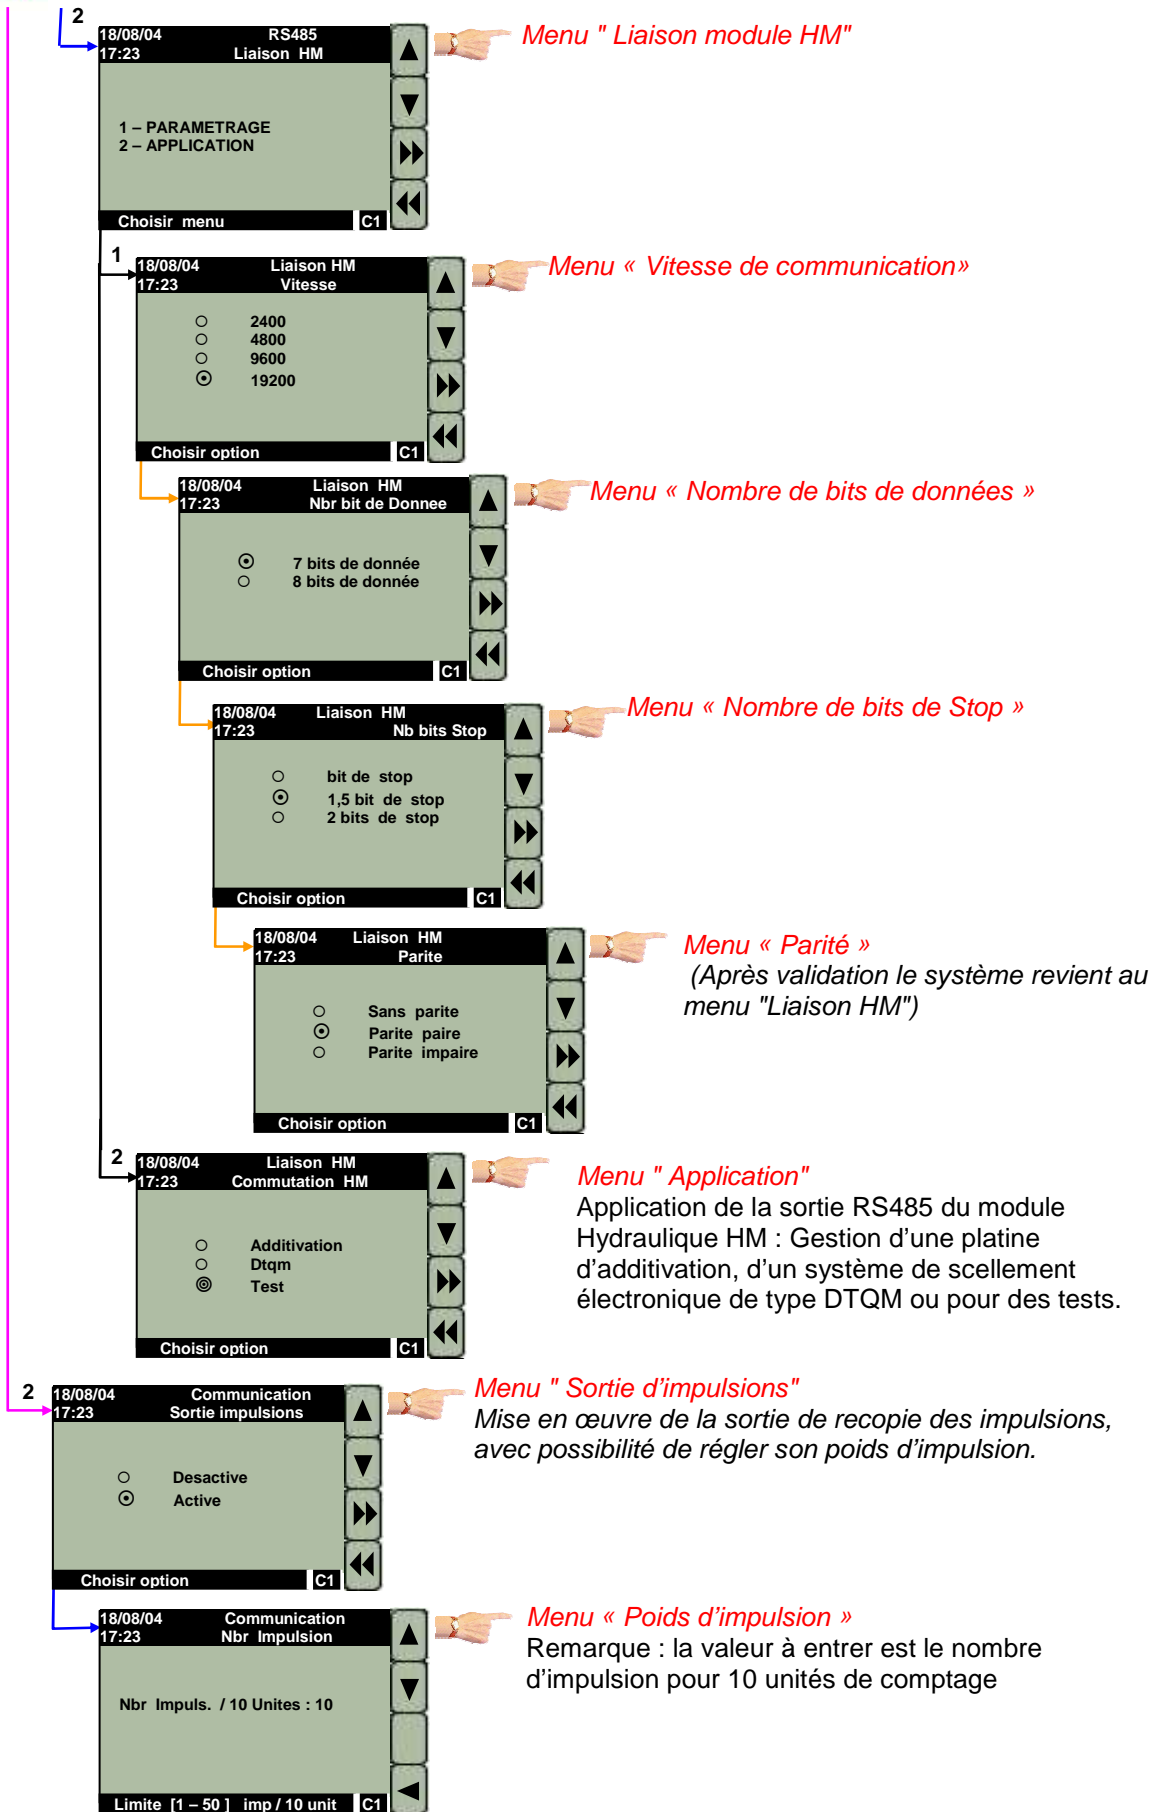 2
18/08/04 RS485
17:23 Liaison HM
Menu " Liaison module HM"
1 – PARAMETRAGE
2 – APPLICATION
Choisir menu C1
1
18/08/04 Liaison HM
17:23 Vitesse
Menu « Vitesse de communication»
2400
4800
9600
19200
Choisir option C1
18/08/04 Liaison HM
17:23 Nbr bit de Donnee
Menu « Nombre de bits de données »
7 bits de donnée
8 bits de donnée
Choisir option C1
18/08/04 Liaison HM
17:23 Nb bits Stop
Menu « Nombre de bits de Stop »
bit de stop
1,5 bit de stop
2 bits de stop
Choisir option C1
18/08/04 Liaison HM
17:23 Parite
Menu « Parité »
(Après validation le système revient au
menu "Liaison HM")
Sans parite
Parite paire
Parite impaire
Choisir option C1
2
18/08/04 Liaison HM
17:23 Commutation HM
Menu " Application"
Application de la sortie RS485 du module
Hydraulique HM : Gestion d’une platine
d’additivation, d’un système de scellement
électronique de type DTQM ou pour des tests.
Additivation
Dtqm
Test
Choisir option C1
2
18/08/04 Communication
17:23 Sortie impulsions
Menu " Sortie d’impulsions"
Mise en œuvre de la sortie de recopie des impulsions,
avec possibilité de régler son poids d’impulsion.
Desactive
Active
Choisir option C1
18/08/04 Communication
17:23 Nbr Impulsion
Menu « Poids d’impulsion »
Remarque : la valeur à entrer est le nombre
d’impulsion pour 10 unités de comptage
Nbr Impuls. / 10 Unites : 10
Limite [1 – 50 ] imp / 10 unit C1